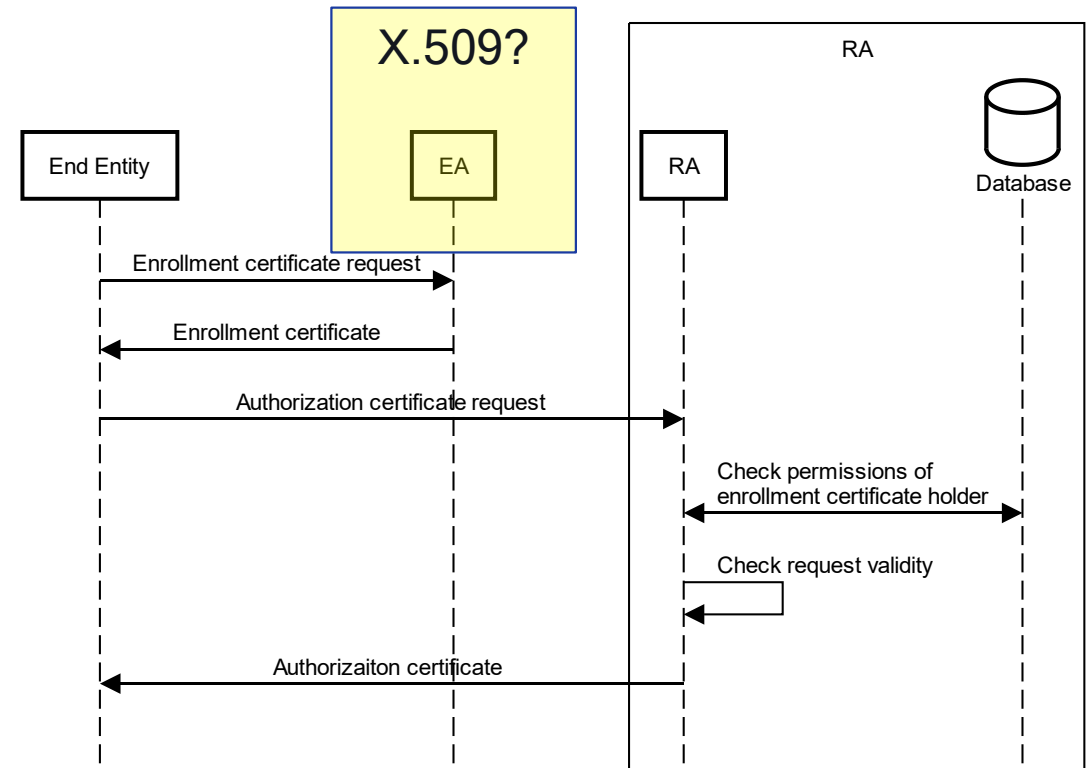 X.509?
RA
End Entity
EA
RA
Database
Enrollment certificate request
Enrollment certificate
Authorization certificate request
Check permissions of
enrollment certificate holder
Check request validity
Authorizaiton certificate